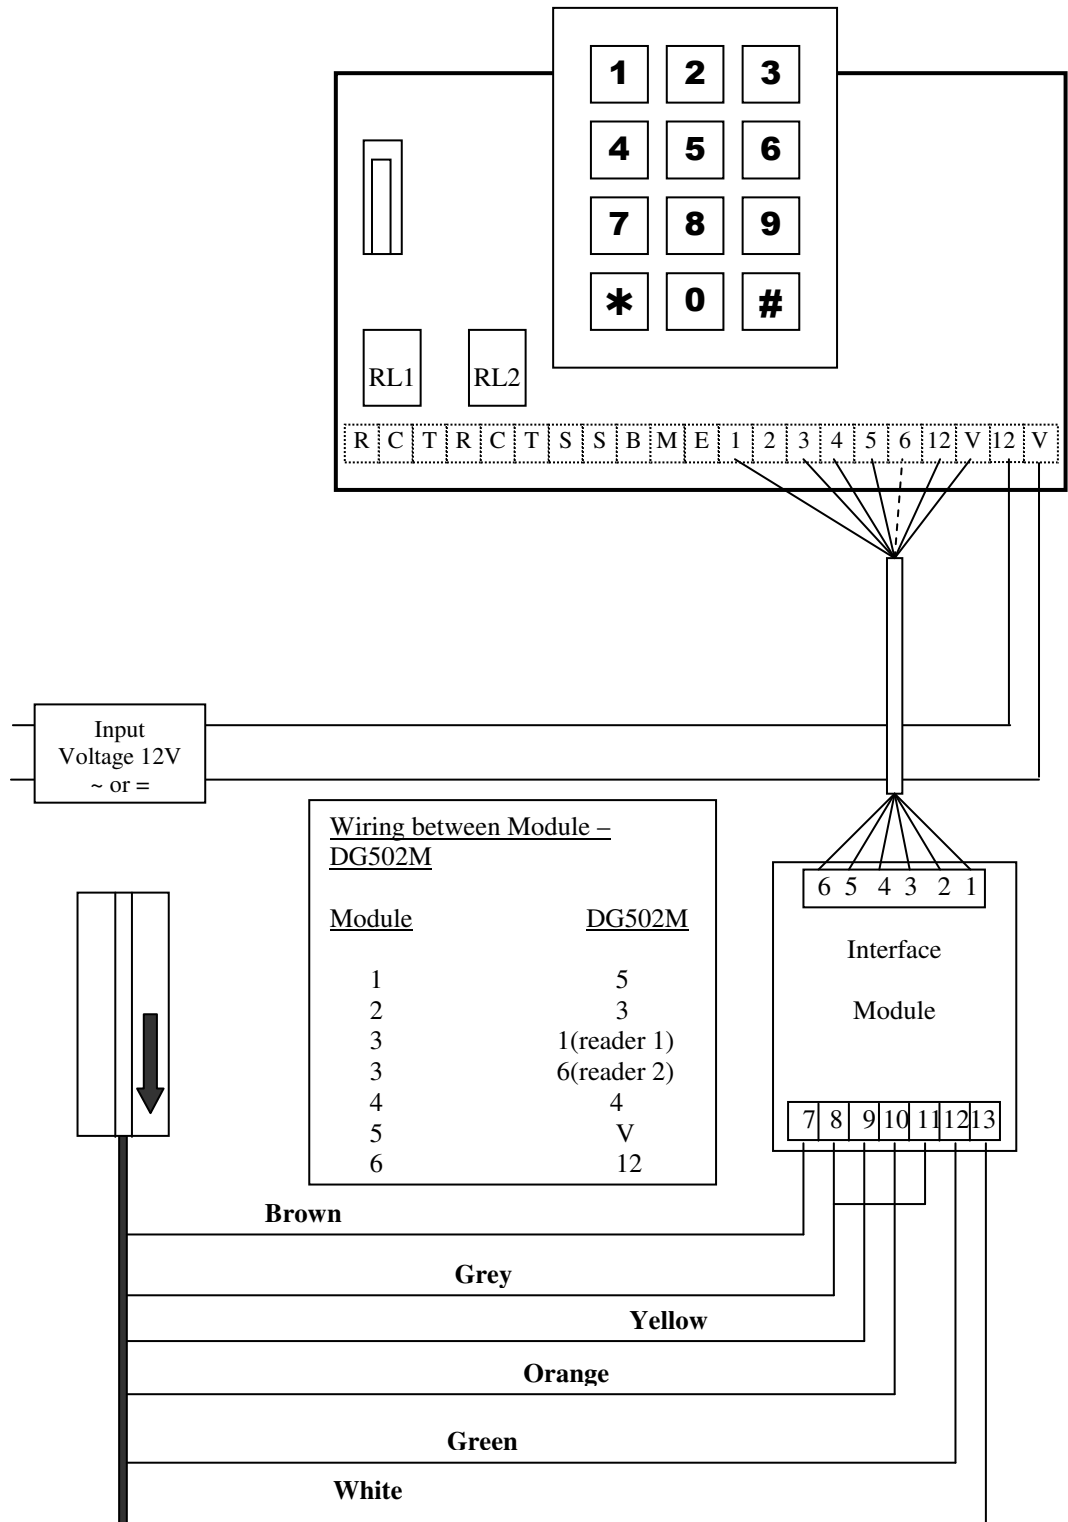 1 2 3
4 5 6
7 8 9
* 0 #
RL1 RL2
R C T R C T S S B M E 1 2 3 4 5 6 12 V 12 V
Input
Voltage 12V
~ or =
Wiring between Module –
DG502M
Module DG502M
1 5
2 3
3 1(reader 1)
3 6(reader 2)
4 4
5 V
6 12
6 5 4 3 2 1
Interface
Module
7 8 9 10 11 12 13
Brown
Grey
Yellow
Orange
Green
White